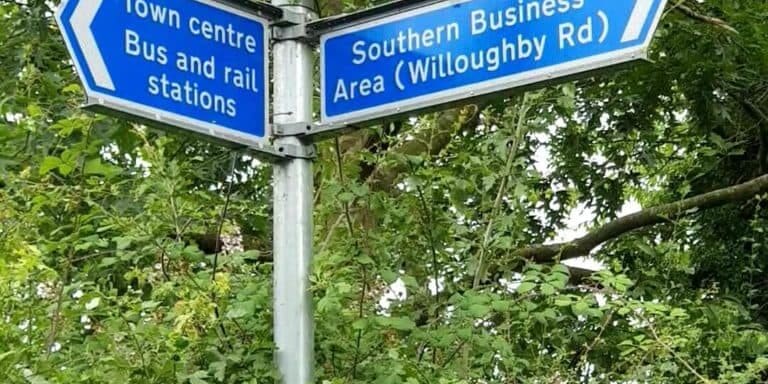 Town centre
Bus and rail
stations
Southern Business
Area (Willoughby Rd)